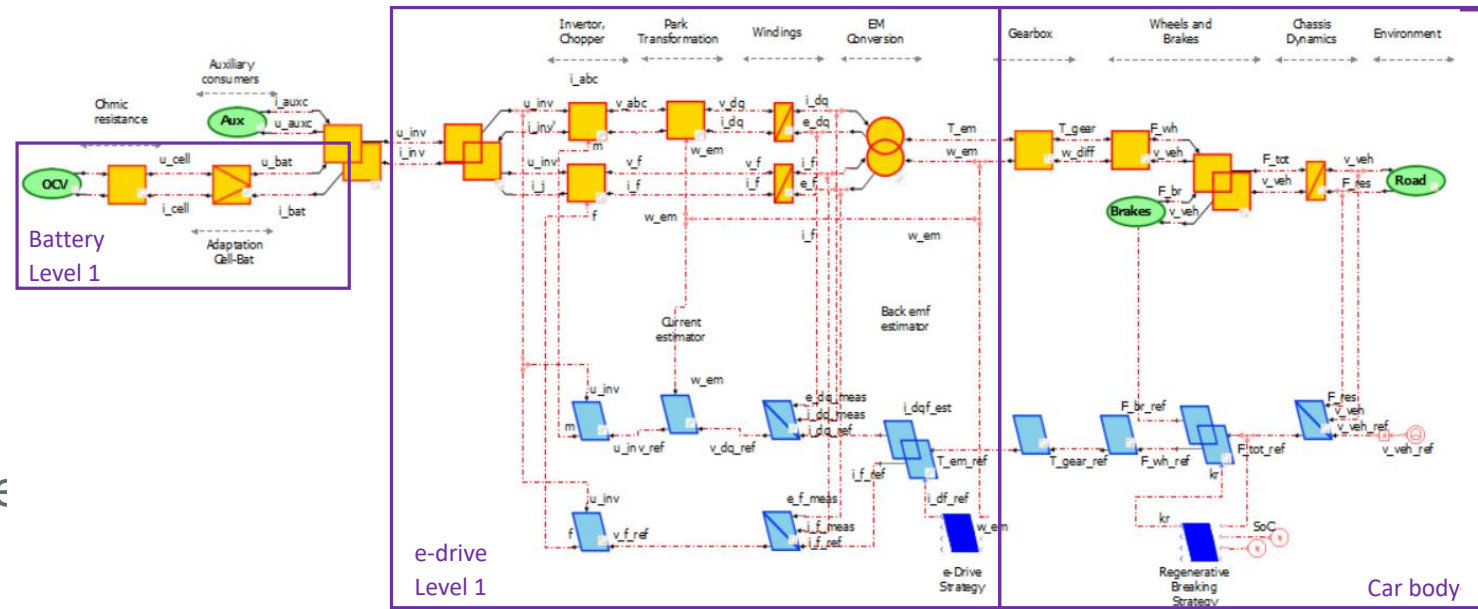 Invertor,
Chopper
Park
Transformation
Windings
EM
Conversion
Gearbox
Wheels and
Brakes
Chassis
Dynamics
Environment
Auxiliary
consumers
Ohmic
resistance
i_abc
i_auxc
Aux
u_auxc
u_inv
i_inv
u_inv
i_inv'
v_abc
v_dq
i_dq
i_dq
e_dq
m
w_em
u_inv
i_j
v_f
i_f
v_f
i_f
i_f
e_f
f
T_em
w_em
T_gear
w_diff
F_wh
v_veh
F_tot
v_veh
v_veh
F_res
Road
F_br
Brakes
v_veh
OCV
u_cell
u_bat
i_cell
i_bat
Battery
Level 1
Adaptation
Cell-Bat
w_em
i_f
w_em
Current
estimator
Back emf
estimator
u_inv
w_em
m
u_inv_ref
v_dq_ref
e_dq_meas
i_dq_meas
i_dq_ref
i_dqf_est
T_em_ref
i_f_ref
T_gear_ref
F_br_ref
F_wh_ref
kr
F_tot_ref
F_res
v_veh
v_veh_ref
v_veh_ref
u_inv
f
v_f_ref
e_f_meas
i_f_meas
i_f_ref
i_df_ref
w_em
kr
SoC
e-drive
Level 1
e-Drive
Strategy
Regenerative
Breaking
Strategy
Car body